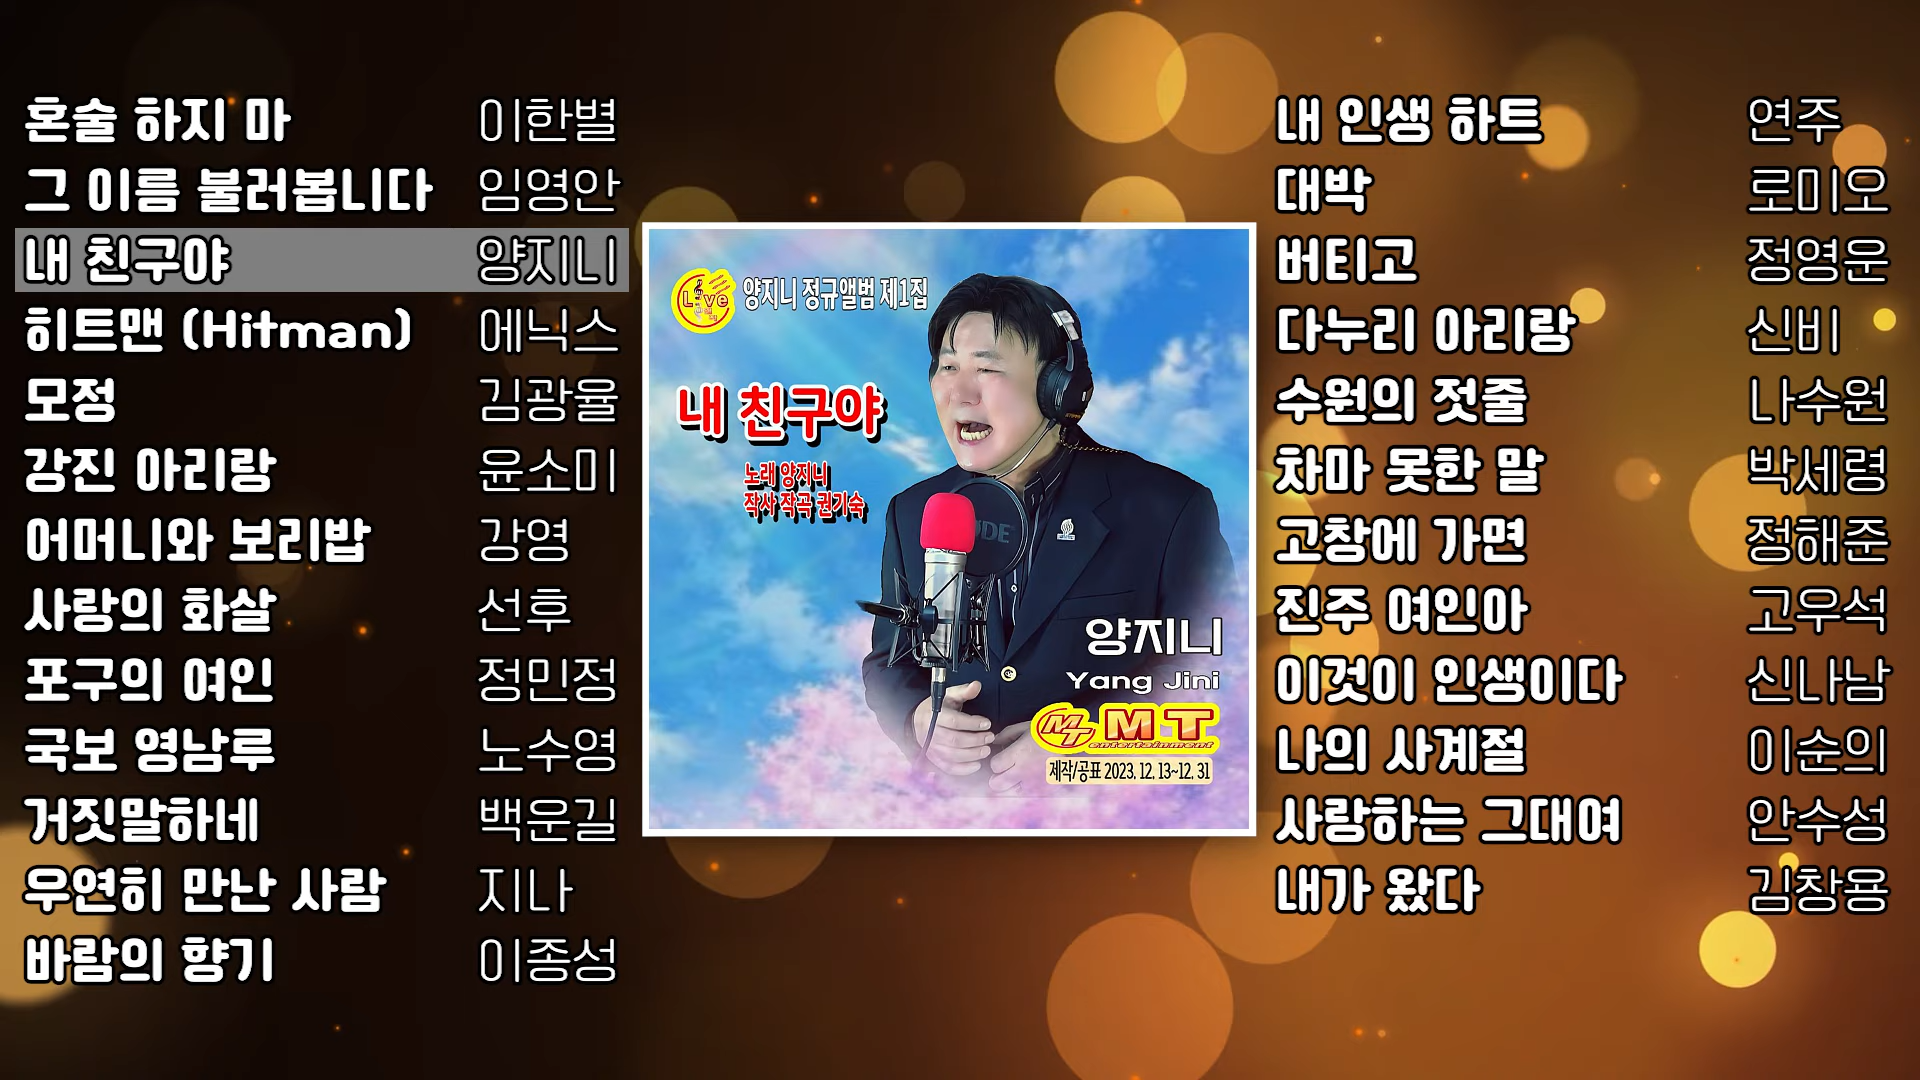 혼술 하지 마 이한별
그 이름 불러봅니다 임영안
내 친구야 양지니
히트맨 (Hitman) 에닉스
모정 김광율
강진 아리랑 윤소미
어머니와 보리밥 강영
사랑의 화살 선후
포구의 여인 정민정
국보 영남루 노수영
거짓말하네 백운길
우연히 만난 사람 지나
바람의 향기 이종성
Live
양지니 정규앨범 제1집
내 친구야
노래 양지니
작사 작곡 권기숙
양지니
Yang Jini
MT MT
entertainment
제작/공표 2023. 12. 13~12. 31
내 인생 하트 연주
대박 로미오
버티고 정영운
다누리 아리랑 신비
수원의 젓줄 나수원
차마 못한 말 박세령
고창에 가면 정해준
진주 여인아 고우석
이것이 인생이다 신나남
나의 사계절 이순의
사랑하는 그대여 안수성
내가 왔다 김창용